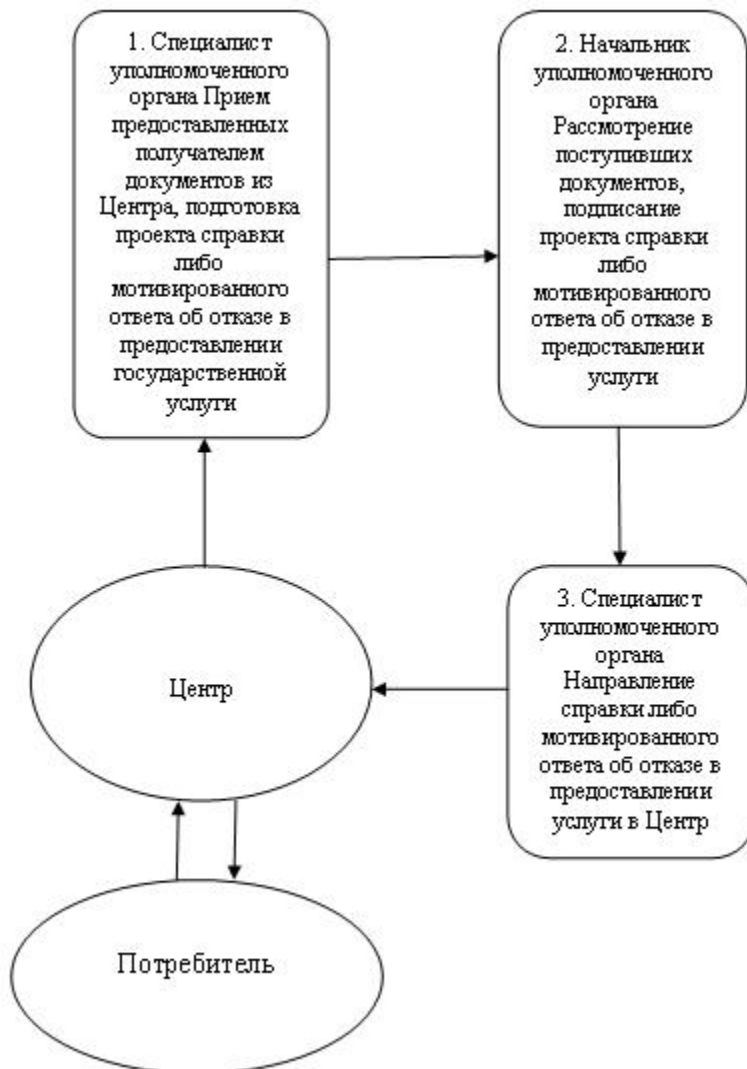 1. Специалист
уполномоченного
органа Прием
предоставленных
получателем
документов из
Центра, подготовка
проекта справки
либо
мотивированного
ответа об отказе в
предоставлении
государственной
услуги
2. Начальник
уполномоченного
органа
Рассмотрение
поступивших
документов,
подписание
проекта справки
либо
мотивированного
ответа об отказе в
предоставлении
услуги
3. Специалист
уполномоченного
органа
Направление
справки либо
мотивированного
ответа об отказе в
предоставлении
услуги в Центр
Центр
Потребитель